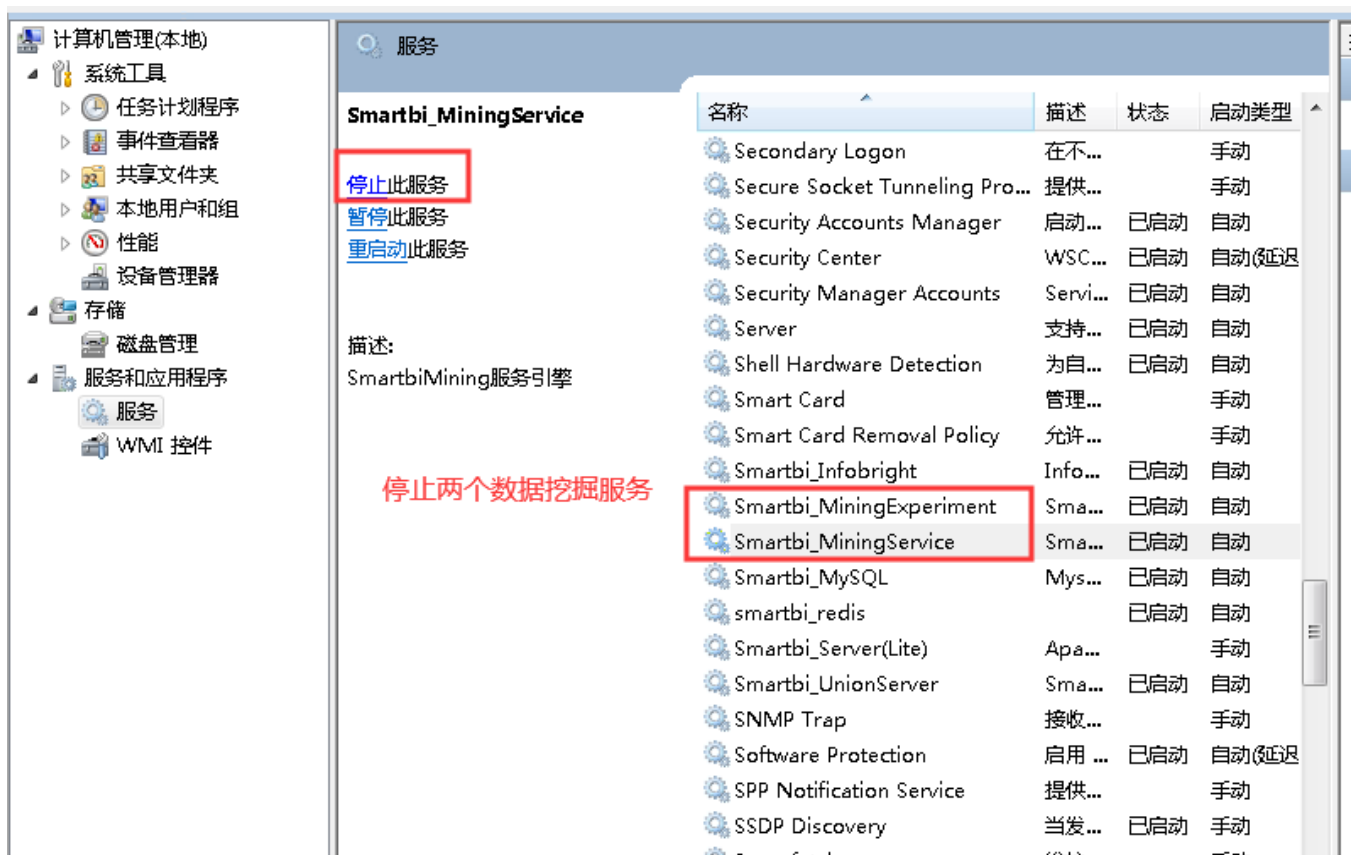 计算机管理(本地)
系统工具
任务计划程序
事件查看器
共享文件夹
本地用户和组
性能
设备管理器
存储
磁盘管理
服务和应用程序
服务
WMI 控件
服务
Smartbi_MiningService
停止此服务
暂停此服务
重启动此服务
描述:
SmartbiMining服务引擎
停止两个数据挖掘服务
名称 描述 状态 启动类型
Secondary Logon 在不... 手动
Secure Socket Tunneling Pro... 提供... 手动
Security Accounts Manager 启动... 已启动 自动
Security Center WSC... 已启动 自动(延迟
Security Manager Accounts Servi... 已启动 自动
Server 支持... 已启动 自动
Shell Hardware Detection 为自... 已启动 自动
Smart Card 管理... 手动
Smart Card Removal Policy 允许... 手动
Smartbi_Infobright Info... 已启动 自动
Smartbi_MiningExperiment Sma... 已启动 自动
Smartbi_MiningService Sma... 已启动 自动
Smartbi_MySQL Mys... 已启动 自动
smartbi_redis 已启动 自动
Smartbi_Server(Lite) Apa... 手动
Smartbi_UnionServer Sma... 已启动 自动
SNMP Trap 接收... 手动
Software Protection 启用 ... 已启动 自动(延迟
SPP Notification Service 提供... 手动
SSDP Discovery 当发... 已启动 手动